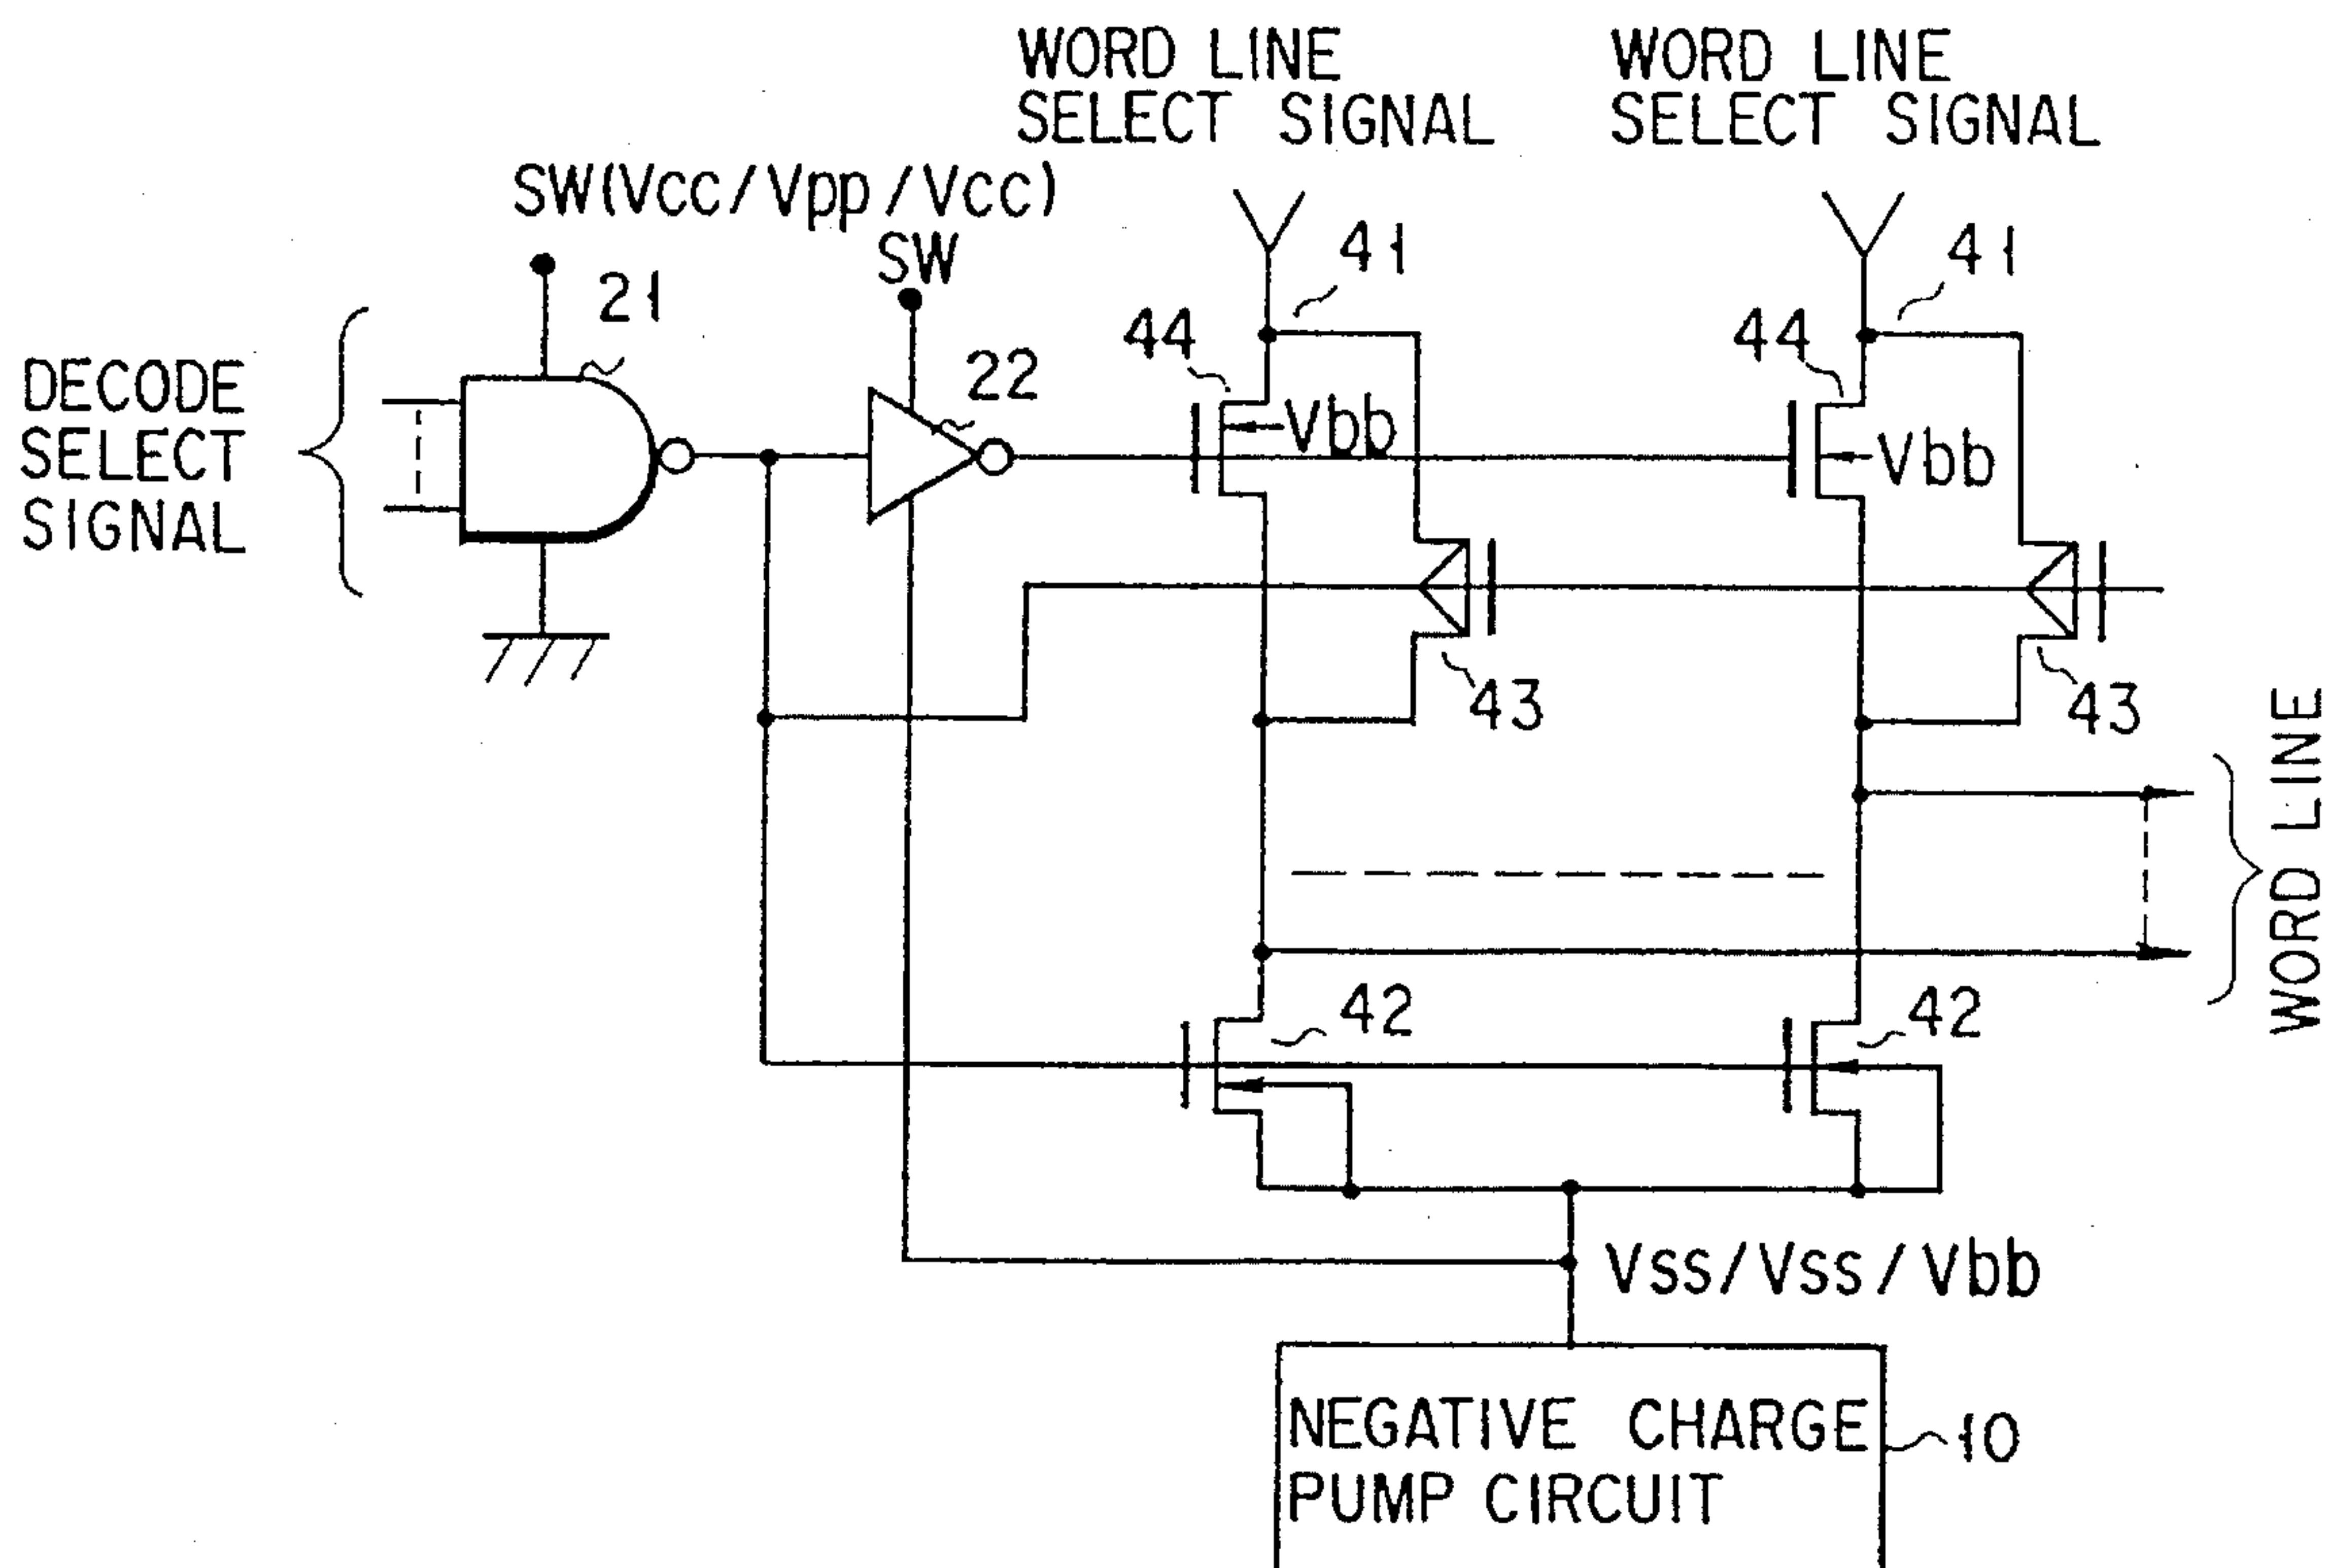 WORD LINE
SELECT SIGNAL
WORD LINE
SELECT SIGNAL
SW(Vcc/Vpp/Vcc)
SW
41
41
21
44
44
22
DECODE
SELECT
SIGNAL
Vbb
Vbb
43
43
WORD LINE
42
42
Vss/Vss/Vbb
NEGATIVE CHARGE
PUMP CIRCUIT
10